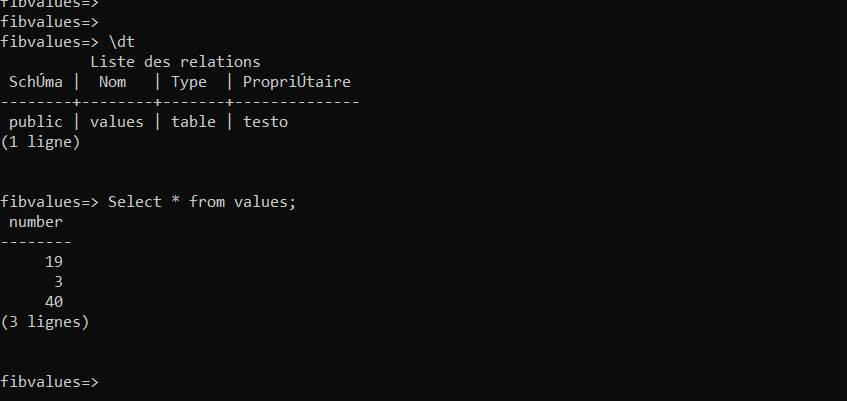 fibvalues=>
fibvalues=>
fibvalues=> \dt
          Liste des relations
 SchÚma |  Nom   | Type  | PropriÚtaire
--------+--------+-------+--------------
 public | values | table | testo
(1 ligne)
fibvalues=> Select * from values;
 number
--------
     19
      3
     40
(3 lignes)
fibvalues=>